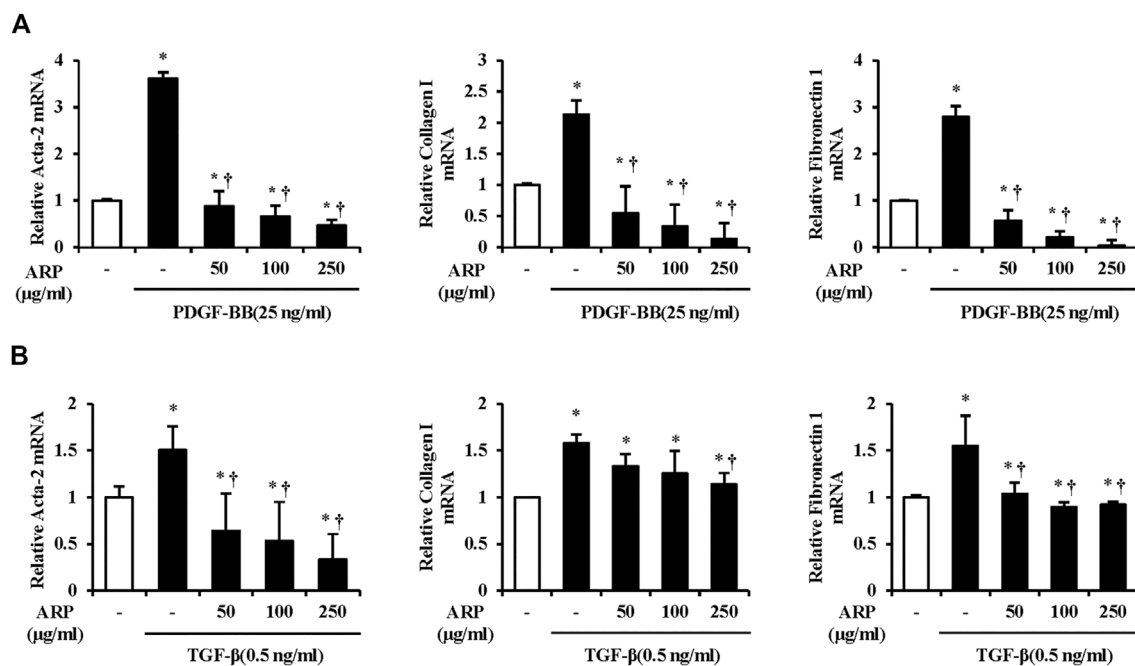 A
Relative Acta-2 mRNA
4
3
2
1
0
*
* †
* †
* †
ARP
(μg/ml)
- - 50 100 250
PDGF-BB(25 ng/ml)
Relative Collagen I
mRNA
3
2.5
2
1.5
1
0.5
0
*
* †
* †
* †
ARP
(μg/ml)
- - 50 100 250
PDGF-BB(25 ng/ml)
Relative Fibronectin 1
mRNA
4
3
2
1
0
*
* †
* †
* †
ARP
(μg/ml)
- - 50 100 250
PDGF-BB(25 ng/ml)
B
Relative Acta-2 mRNA
2
1.5
1
0.5
0
*
* †
* †
* †
ARP
(μg/ml)
- - 50 100 250
TGF-β(0.5 ng/ml)
Relative Collagen I
mRNA
2
1.5
1
0.5
0
*
*
*
* †
ARP
(μg/ml)
- - 50 100 250
TGF-β(0.5 ng/ml)
Relative Fibronectin 1
mRNA
2
1.5
1
0.5
0
*
* †
* †
* †
ARP
(μg/ml)
- - 50 100 250
TGF-β(0.5 ng/ml)